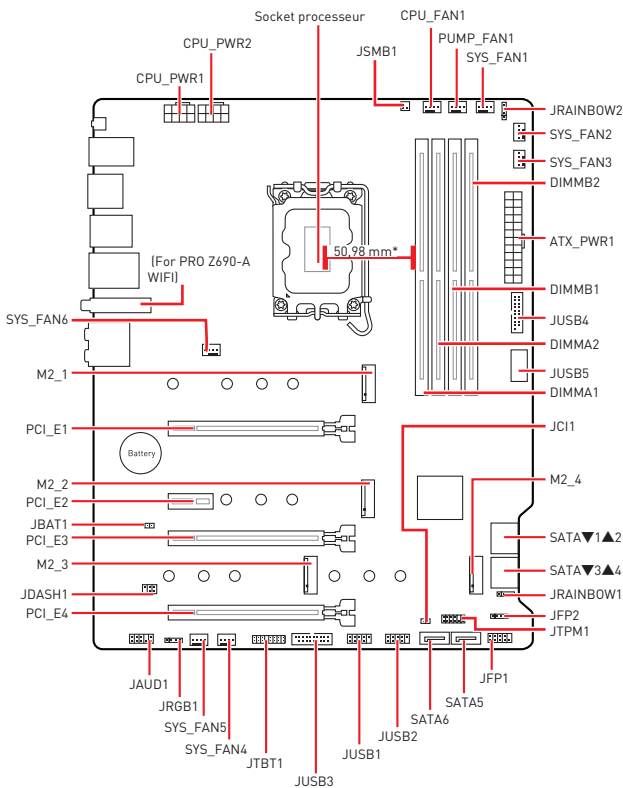 Socket processeur
CPU_FAN1
CPU_PWR2
JSMB1
PUMP_FAN1
SYS_FAN1
CPU_PWR1
JRAINBOW2
SYS_FAN2
SYS_FAN3
DIMMB2
50,98 mm*
ATX_PWR1
(For PRO Z690-A
WIFI)
DIMMB1
SYS_FAN6
JUSB4
DIMMA2
M2_1
JUSB5
DIMMA1
PCI_E1
JCI1
Battery
M2_2
M2_4
PCI_E2
JBAT1
PCI_E3
SATA▼1▲2
M2_3
SATA▼3▲4
JDASH1
JRAINBOW1
PCI_E4
JFP2
JTPM1
JAUD1
JFP1
JRGB1
SATA5
SYS_FAN5
SATA6
SYS_FAN4
JUSB2
JTBT1
JUSB1
JUSB3